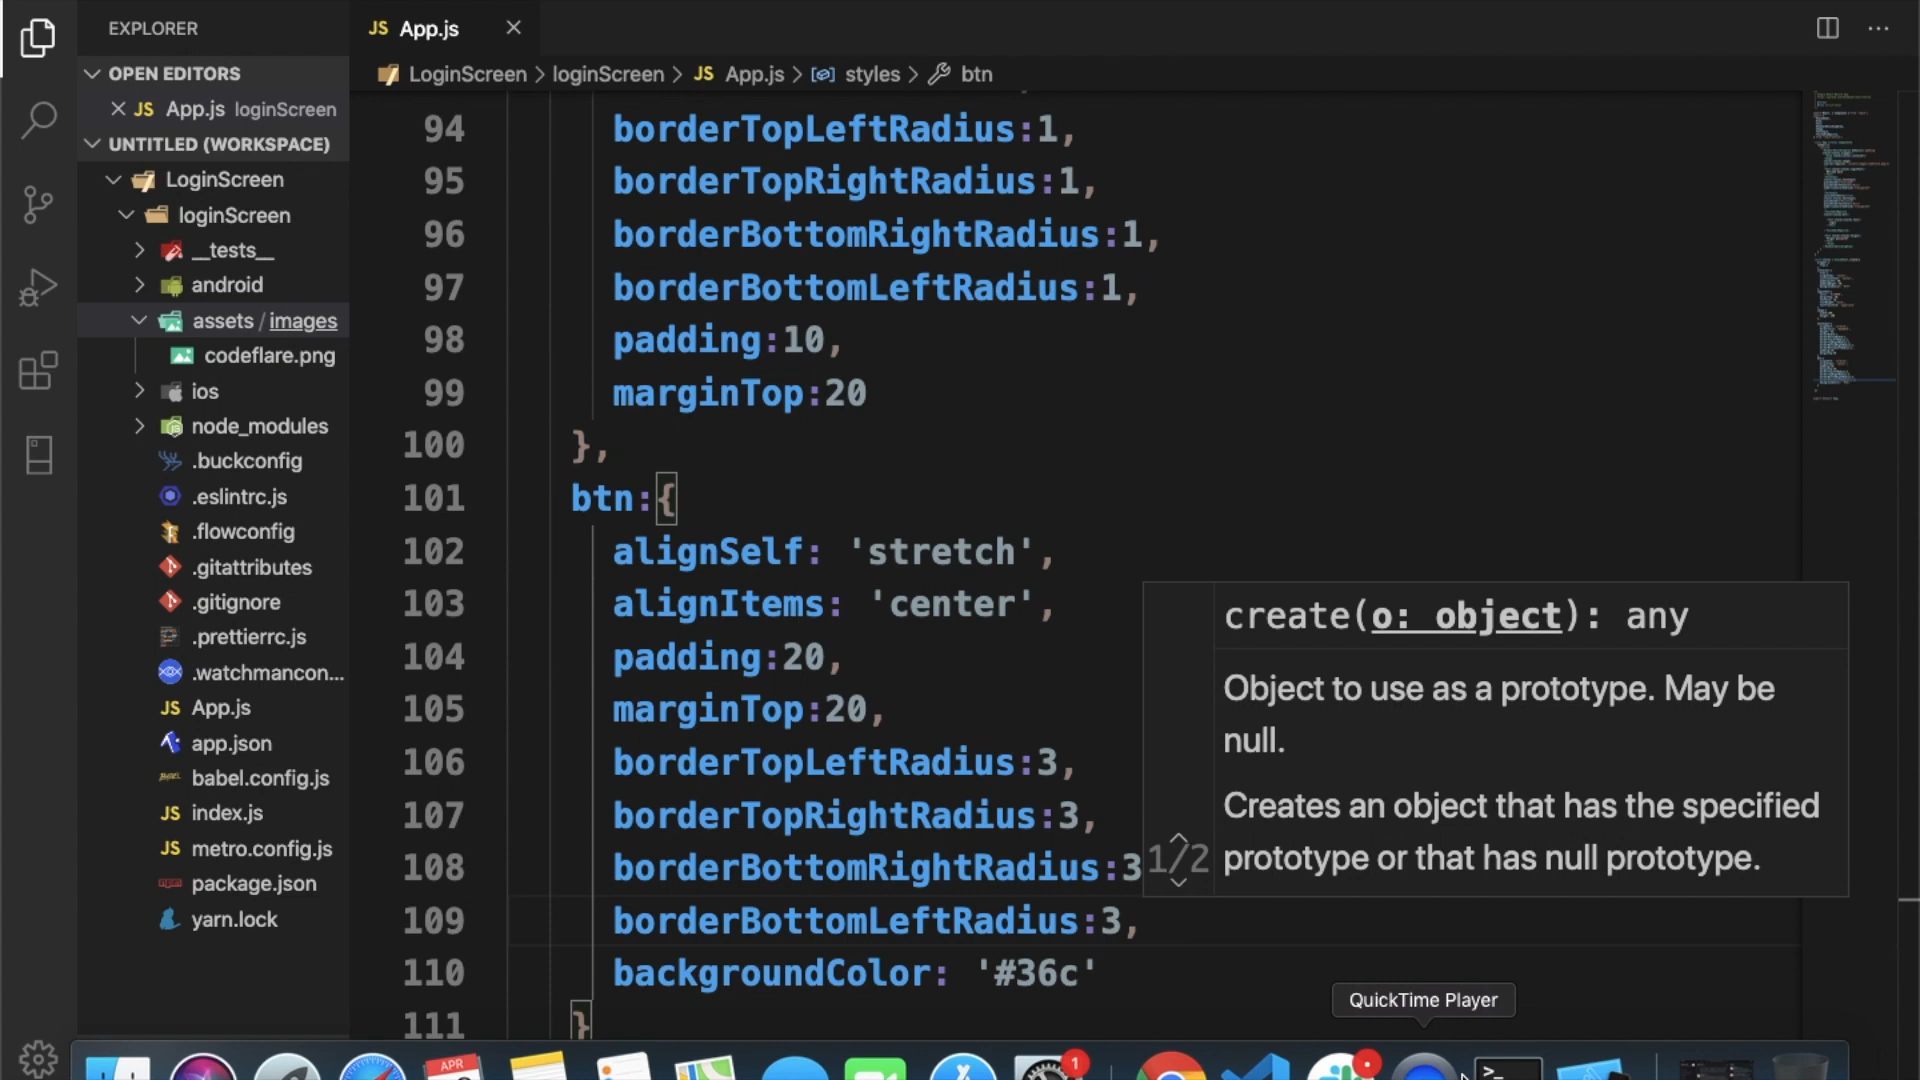 EXPLORER
OPEN EDITORS
JS App.js loginScreen
UNTITLED (WORKSPACE)
LoginScreen
loginScreen
__tests__
android
assets / images
codeflare.png
ios
node_modules
.buckconfig
.eslintrc.js
.flowconfig
.gitattributes
.gitignore
.prettierrc.js
.watchmancon...
JS App.js
app.json
babel.config.js
JS index.js
JS metro.config.js
package.json
yarn.lock
JS App.js
LoginScreen > loginScreen > JS App.js > styles > btn
94 borderTopLeftRadius:1,
95 borderTopRightRadius:1,
96 borderBottomRightRadius:1,
97 borderBottomLeftRadius:1,
98 padding:10,
99 marginTop:20
100 },
101 btn:{
102 alignSelf: 'stretch',
103 alignItems: 'center',
104 padding:20,
105 marginTop:20,
106 borderTopLeftRadius:3,
107 borderTopRightRadius:3,
108 borderBottomRightRadius:3
109 borderBottomLeftRadius:3,
110 backgroundColor: '#36c'
111 }
create(o: object): any
Object to use as a prototype. May be
null.
Creates an object that has the specified
1/2 prototype or that has null prototype.
QuickTime Player
APR
1
>_